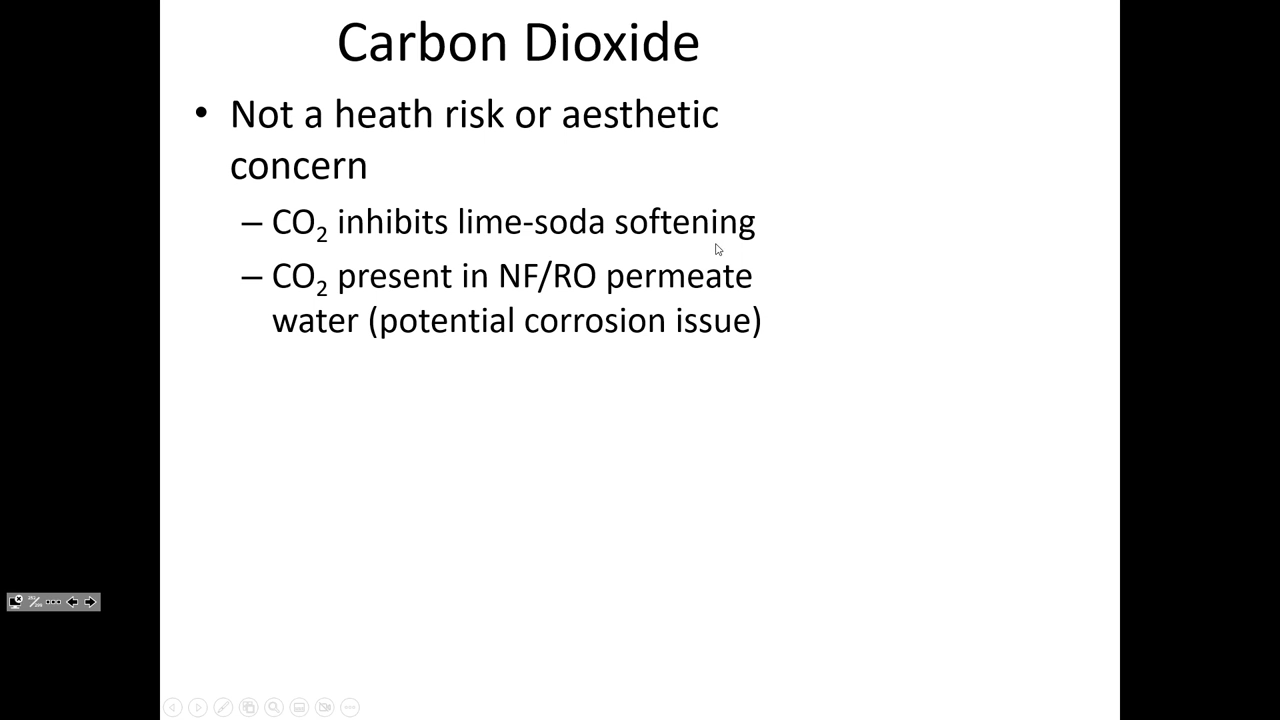 Carbon Dioxide
• Not a heath risk or aesthetic
concern
– CO₂ inhibits lime-soda softening
– CO₂ present in NF/RO permeate
water (potential corrosion issue)